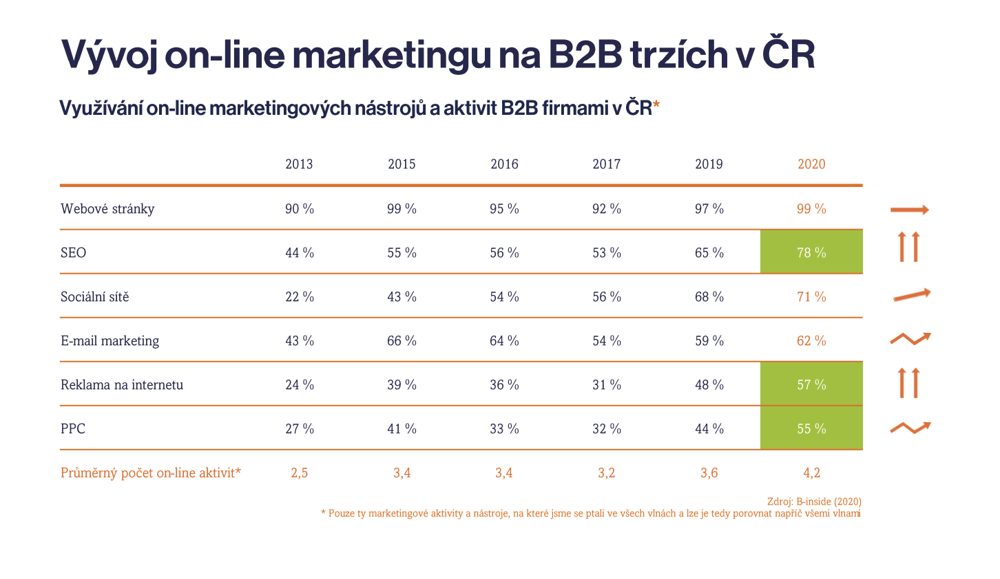 Vývoj on-line marketingu na B2B trzích v ČR
Využívání on-line marketingových nástrojů a aktivit B2B firmami v ČR*
2013 2015 2016 2017 2019 2020
Webové stránky 90 % 99 % 95 % 92 % 97 % 99 %
SEO 44 % 55 % 56 % 53 % 65 % 78 %
Sociální sítě 22 % 43 % 54 % 56 % 68 % 71 %
E-mail marketing 43 % 66 % 64 % 54 % 59 % 62 %
Reklama na internetu 24 % 39 % 36 % 31 % 48 % 57 %
PPC 27 % 41 % 33 % 32 % 44 % 55 %
Průměrný počet on-line aktivit* 2,5 3,4 3,4 3,2 3,6 4,2
Zdroj: B-inside (2020)
* Pouze ty marketingové aktivity a nástroje, na které jsme se ptali ve všech vlnách a lze je tedy porovnat napříč všemi vlnami